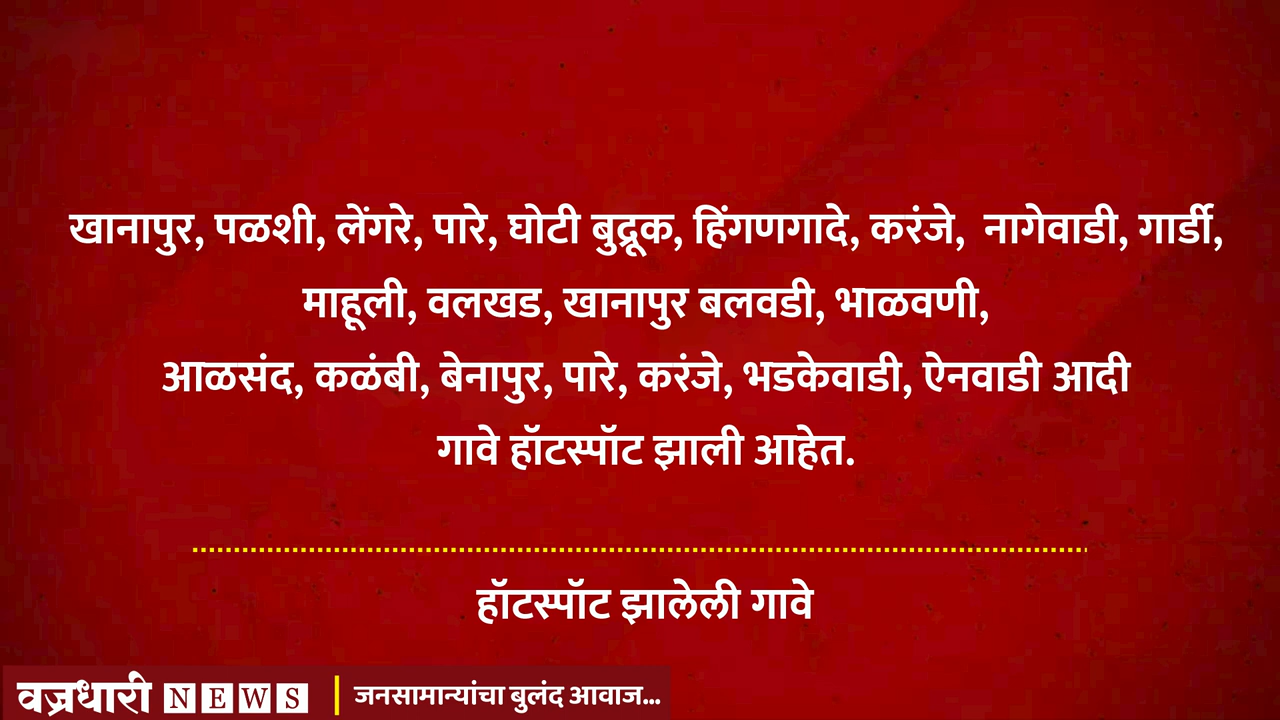 खानापुर, पळशी, लेंगरे, पारे, घोटी बुद्रूक, हिंगणगादे, करंजे, नागेवाडी, गार्डी,
माहूली, वलखड, खानापुर बलवडी, भाळवणी,
आळसंद, कळंबी, बेनापुर, पारे, करंजे, भडकेवाडी, ऐनवाडी आदी
गावे हॉटस्पॉट झाली आहेत.
हॉटस्पॉट झालेली गावे
वज्रधारी NEWS जनसामान्यांचा बुलंद आवाज...